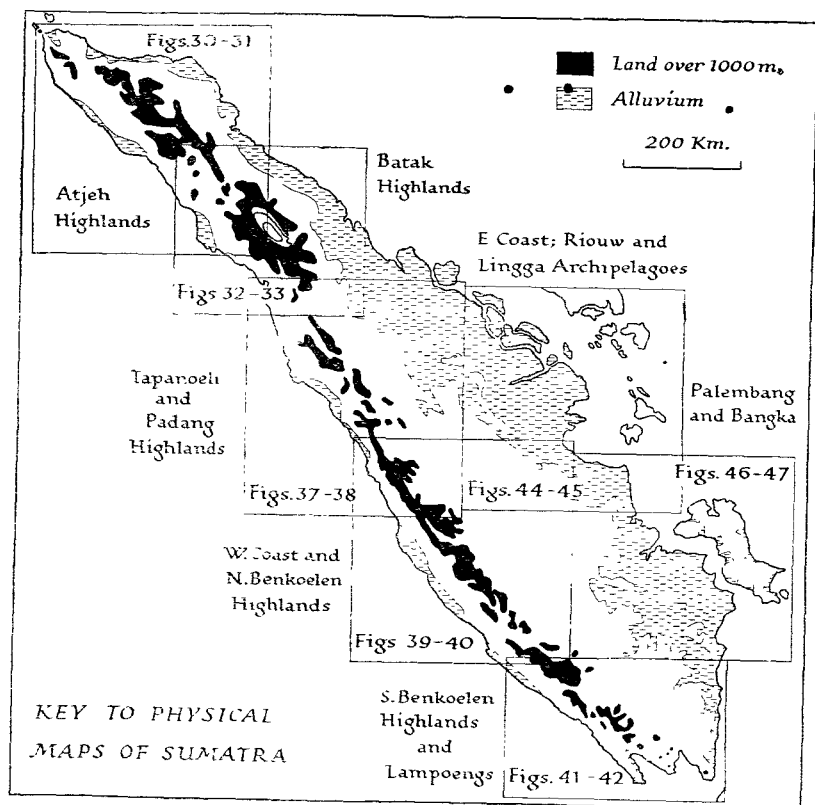 Figs. 30-31
Land over 1000 m.
Alluvium
200 Km.
Batak
Highlands
Atjeh
Highlands
E Coast; Riouw and
Lingga Archipelagoes
Figs 32-33
Tapanoeli
and
Padang
Highlands
Palembang
and Bangka
Figs. 46-47
Figs. 37-38
Figs. 44-45
W. Coast and
N. Benkoelen
Highlands
Figs 39-40
S. Benkoelen
Highlands
and
Lampoengs
Figs. 41-42
KEY TO PHYSICAL
MAPS OF SUMATRA